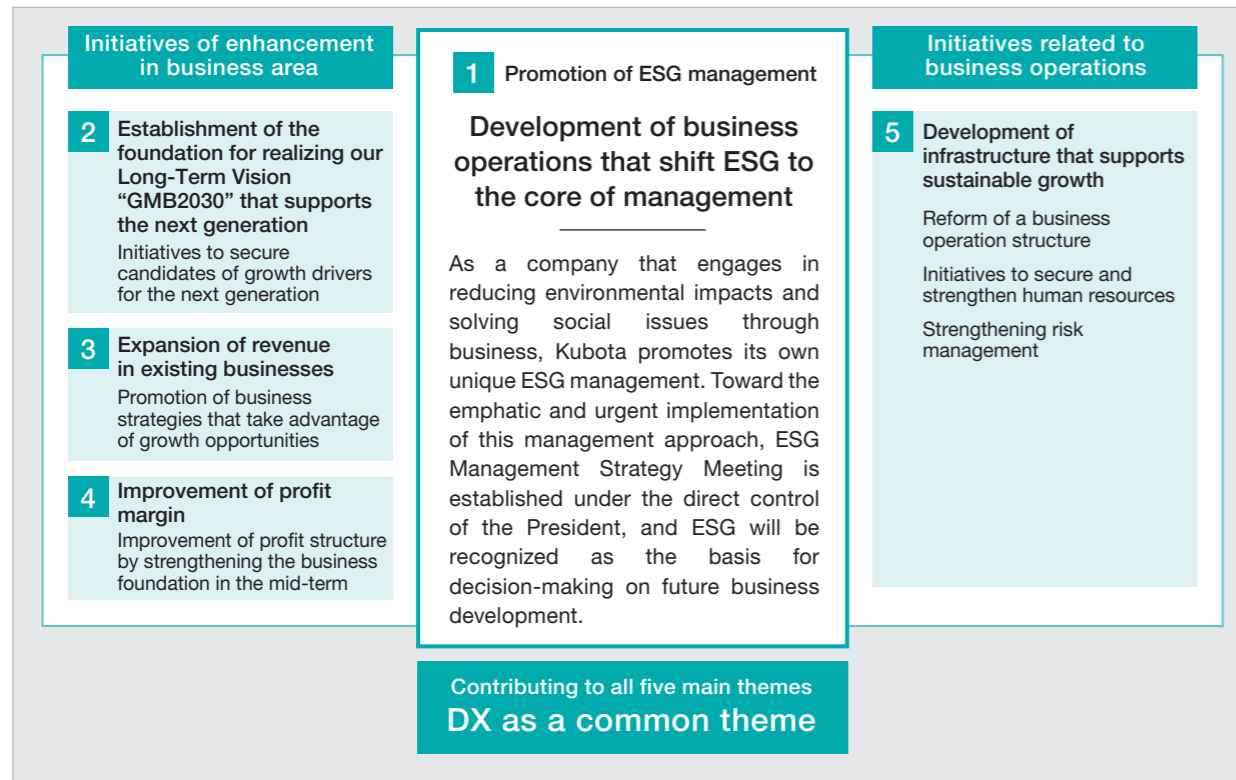 Initiatives of enhancement
in business area
2
Establishment of the
foundation for realizing our
Long-Term Vision
“GMB2030” that supports
the next generation
Initiatives to secure
candidates of growth drivers
for the next generation
3
Expansion of revenue
in existing businesses
Promotion of business
strategies that take advantage
of growth opportunities
4
Improvement of profit
margin
Improvement of profit structure
by strengthening the business
foundation in the mid-term
1 Promotion of ESG management
Development of business
operations that shift ESG to
the core of management
As a company that engages in
reducing environmental impacts and
solving social issues through
business, Kubota promotes its own
unique ESG management. Toward the
emphatic and urgent implementation
of this management approach, ESG
Management Strategy Meeting is
established under the direct control
of the President, and ESG will be
recognized as the basis for
decision-making on future business
development.
Initiatives related to
business operations
5
Development of
infrastructure that supports
sustainable growth
Reform of a business
operation structure
Initiatives to secure and
strengthen human resources
Strengthening risk
management
Contributing to all five main themes
DX as a common theme